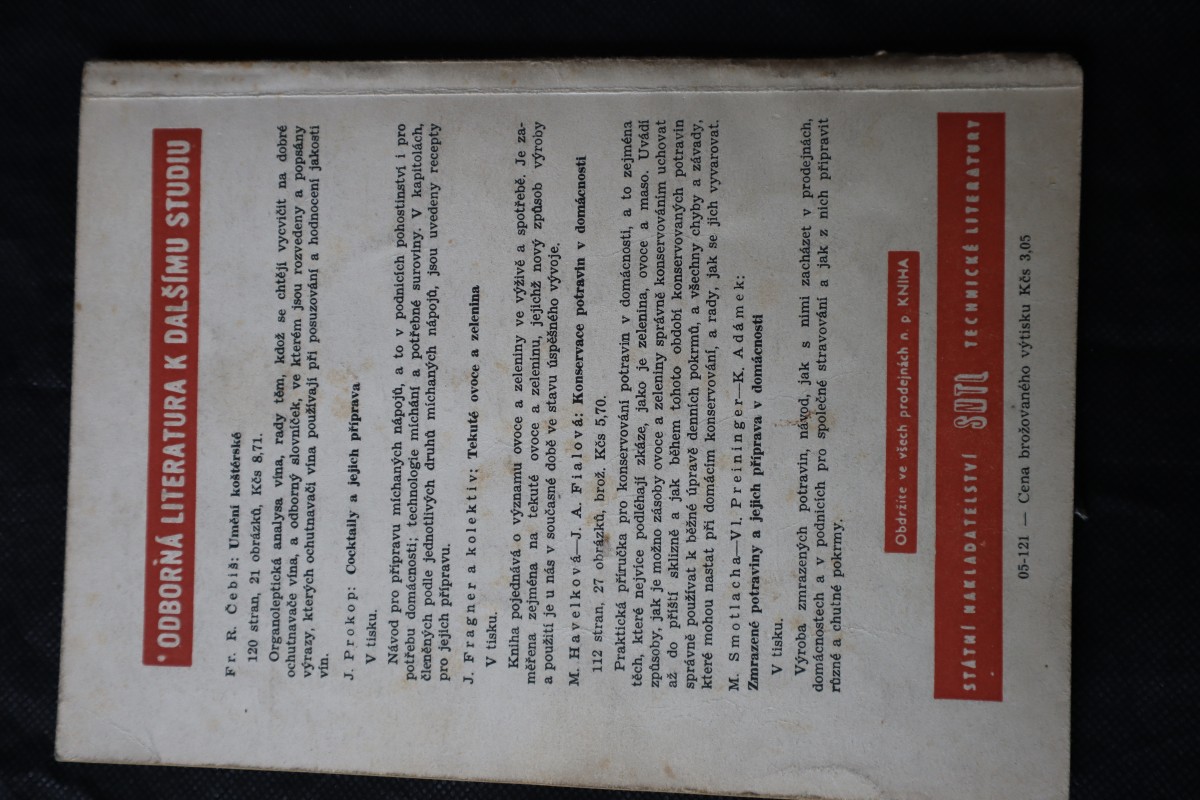 ODBORNÁ LITERATURA K DALŠÍMU STUDIU
Fr. R. Čebiš: Umění koštérské
120 stran, 21 obrázků, Kčs 8,71.
Organoleptická analysa vína, rady těm, kdož se chtějí vycvičit na dobré
ochutnavače vína, a odborný slovníček, ve kterém jsou rozvedeny a popsány
výrazy, kterých ochutnavači vína používají při posuzování a hodnocení jakosti
vín.
J. Prokop: Cocktaily a jejich příprava
V tisku.
Návod pro přípravu míchaných nápojů, a to v podnicích pohostinství i pro
potřebu domácností; technologie míchání a potřebné suroviny. V kapitolách,
členěných podle jednotlivých druhů míchaných nápojů, jsou uvedeny recepty
pro jejich přípravu.
J. Fragner a kolektiv: Tekuté ovoce a zelenina
V tisku.
Kniha pojednává o významu ovoce a zeleniny ve výživě a spotřebě. Je za-
měřena zejména na tekuté ovoce a zeleninu, jejichž nový způsob výroby
a použití je u nás v současné době ve stavu úspěšného vývoje.
M. Havelková—J. A. Fialová: Konservace potravin v domácnosti
112 stran, 27 obrázků, brož. Kčs 5,70.
Praktická příručka pro konservování potravin v domácnosti, a to zejména
těch, které nejvíce podléhají zkáze, jako je zelenina, ovoce a maso. Uvádí
způsoby, jak je možno zásoby ovoce a zeleniny správně konservováním uchovat
až do příští sklizně a jak během tohoto období konservovaných potravin
správně používat k běžné úpravě denních pokrmů, a všechny chyby a závady,
které mohou nastat při domácím konservování, a rady, jak se jich vyvarovat.
M. Smotlacha—Vl. Preininger—K. Adámek:
Zmrazené potraviny a jejich příprava v domácnosti
V tisku.
Výroba zmrazených potravin, návod, jak s nimi zacházet v prodejnách,
domácnostech a v podnicích pro společné stravování a jak z nich připravit
různé a chutné pokrmy.
Obdržíte ve všech prodejnách n. p. KNIHA
STÁTNÍ NAKLADATELSTVÍ SNTL TECHNICKÉ LITERATURY
05-121 — Cena brožovaného výtisku Kčs 3,05